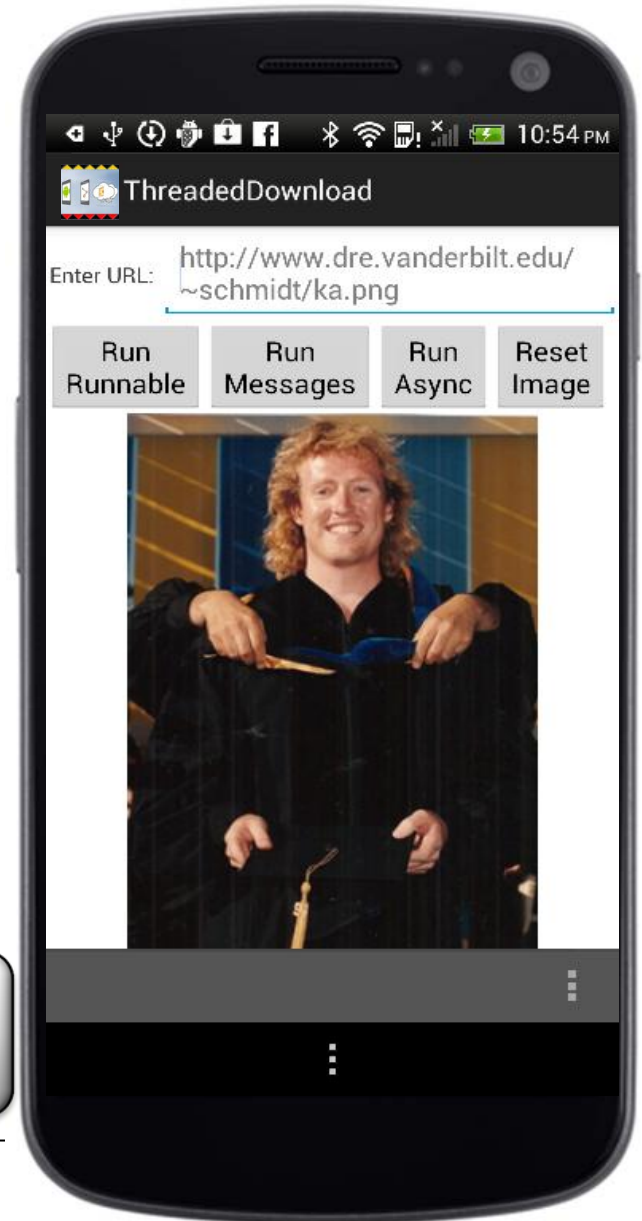 10:54 PM
ThreadedDownload
Enter URL:
http://www.dre.vanderbilt.edu/
~schmidt/ka.png
Run
Runnable
Run
Messages
Run
Async
Reset
Image